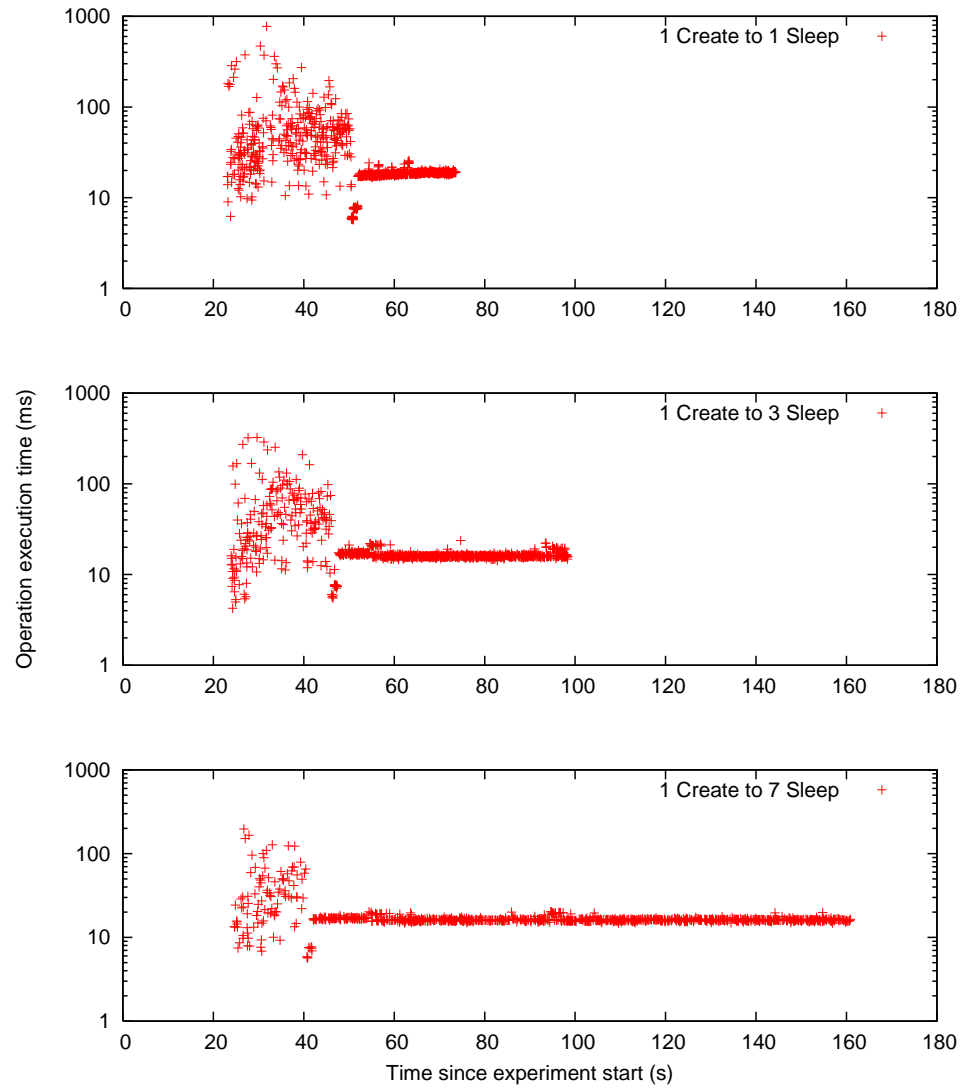 1000
1 Create to 1 Sleep
100
10
1
0 20 40 60 80 100 120 140 160 180
Operation execution time (ms)
1000
1 Create to 3 Sleep
100
10
1
0 20 40 60 80 100 120 140 160 180
1000
1 Create to 7 Sleep
100
10
1
0 20 40 60 80 100 120 140 160 180
Time since experiment start (s)